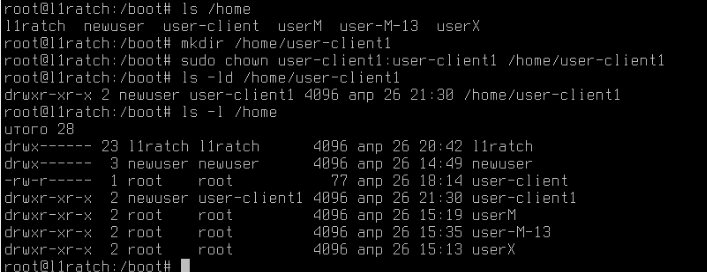 root@l1ratch:/boot# ls /home
l1ratch newuser user-client userM user-M-13 userX
root@l1ratch:/boot# mkdir /home/user-client1
root@l1ratch:/boot# sudo chown user-client1:user-client1 /home/user-client1
root@l1ratch:/boot# ls -ld /home/user-client1
drwxr-xr-x 2 newuser user-client1 4096 апр 26 21:30 /home/user-client1
root@l1ratch:/boot# ls -l /home
итого 28
drwx------ 23 l1ratch l1ratch 4096 апр 26 20:42 l1ratch
drwx------ 3 newuser newuser 4096 апр 26 14:49 newuser
-rw-r----- 1 root root 77 апр 26 18:14 user-client
drwxr-xr-x 2 newuser user-client1 4096 апр 26 21:30 user-client1
drwxr-xr-x 2 root root 4096 апр 26 15:19 userM
drwxr-xr-x 2 root root 4096 апр 26 15:35 user-M-13
drwxr-xr-x 2 root root 4096 апр 26 15:13 userX
root@l1ratch:/boot#